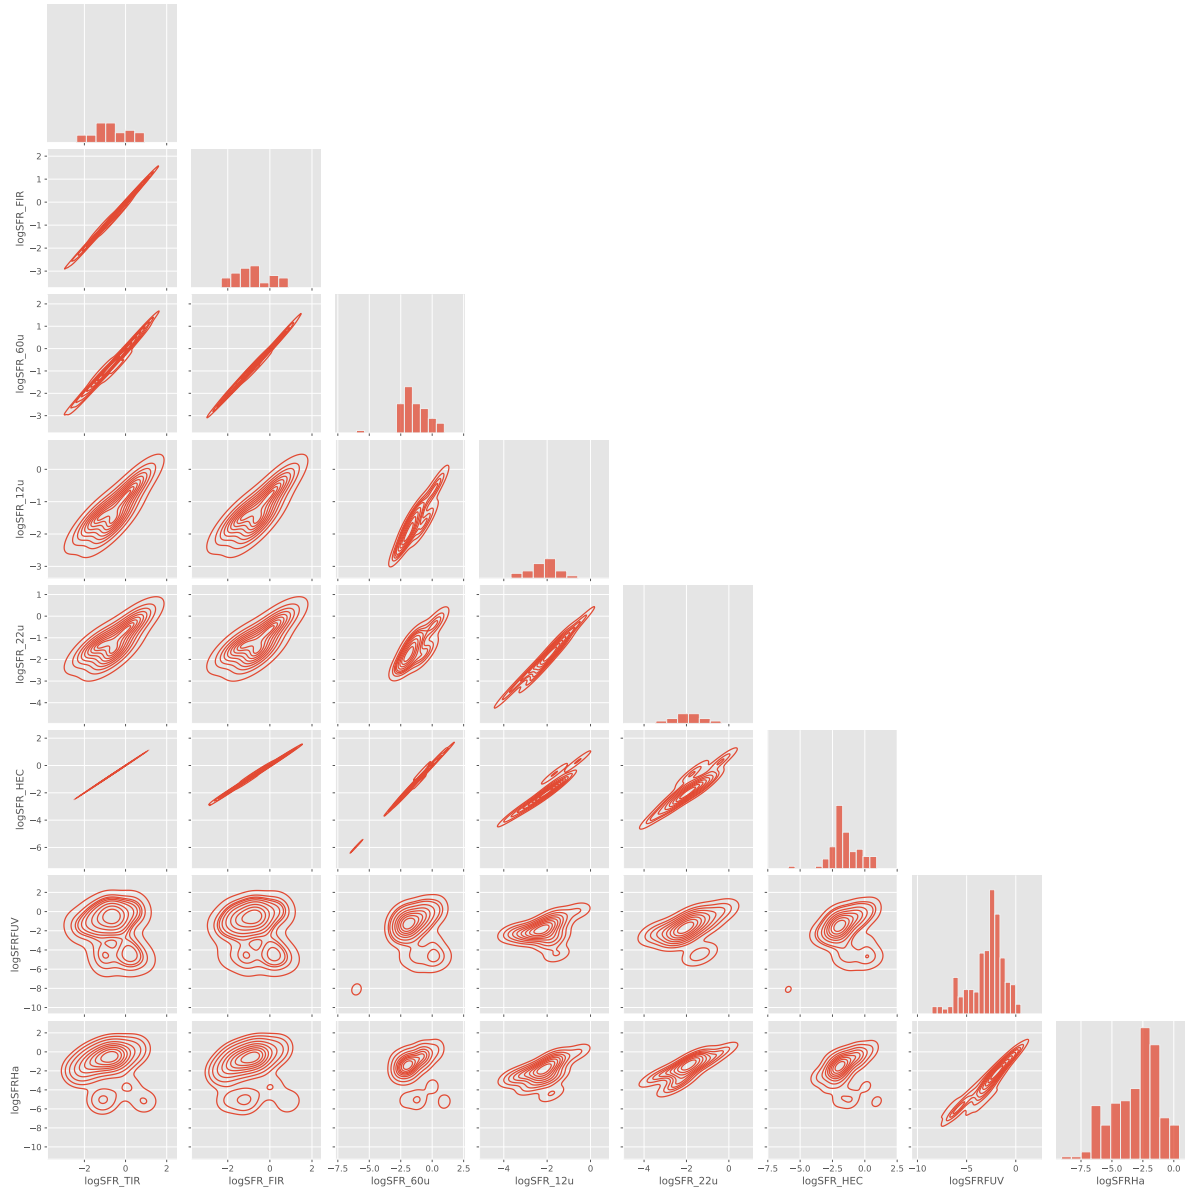 2
1
0
−1
−2
−3
logSFR_FIR
2
1
0
−1
−2
−3
logSFR_60u
0
−1
−2
−3
logSFR_12u
1
0
−1
−2
−3
−4
logSFR_22u
2
0
−2
−4
−6
logSFR_HEC
2
0
−2
−4
−6
−8
−10
logSFRFUV
2
0
−2
−4
−6
−8
−10
logSFRHa
−2 0 2
−2 0 2
−7.5 −5.0 −2.5 0.0 2.5
−4 −2 0
−4 −2 0
−7.5 −5.0 −2.5 0.0 2.5
−10 −5 0
−7.5 −5.0 −2.5 0.0
logSFR_TIR logSFR_FIR logSFR_60u logSFR_12u logSFR_22u logSFR_HEC logSFRFUV logSFRHa